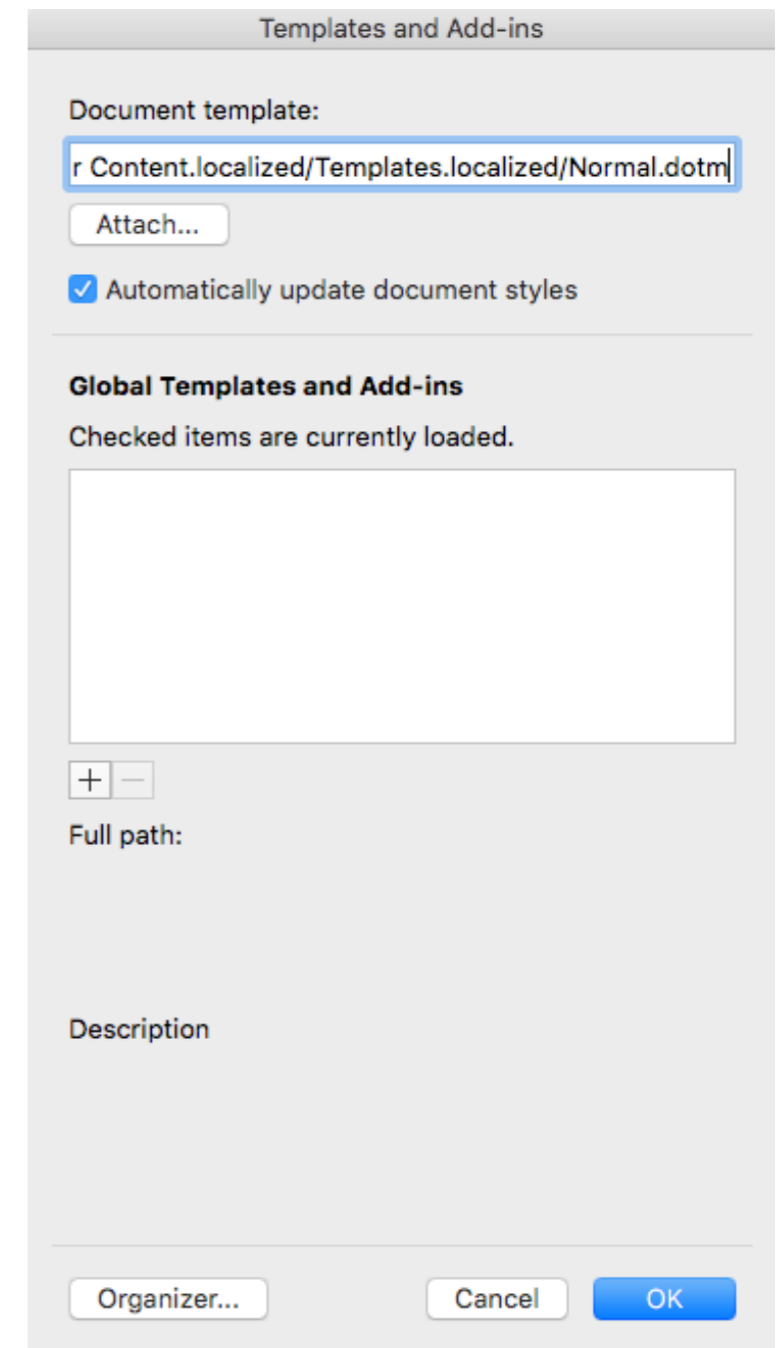 Templates and Add-ins
Document template:
r Content.localized/Templates.localized/Normal.dotm
Attach...
Automatically update document styles
Global Templates and Add-ins
Checked items are currently loaded.
+ −
Full path:
Description
Organizer... Cancel OK